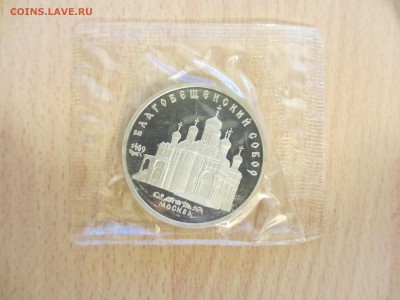 COINS.LAVE.RU
БЛАГОВЕЩЕНСКИЙ СОБОР
1489
МОСКВА